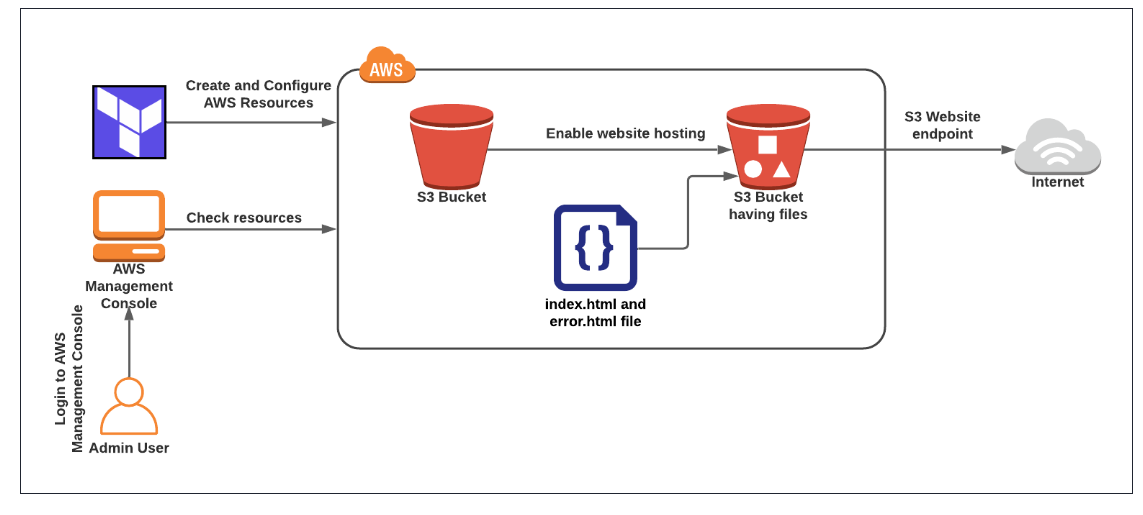 AWS
Create and Configure
AWS Resources
Enable website hosting
S3 Website
endpoint
S3 Bucket
S3 Bucket
having files
Internet
Check resources
{}
AWS
Management
Console
index.html and
error.html file
Login to AWS
Management Console
Admin User